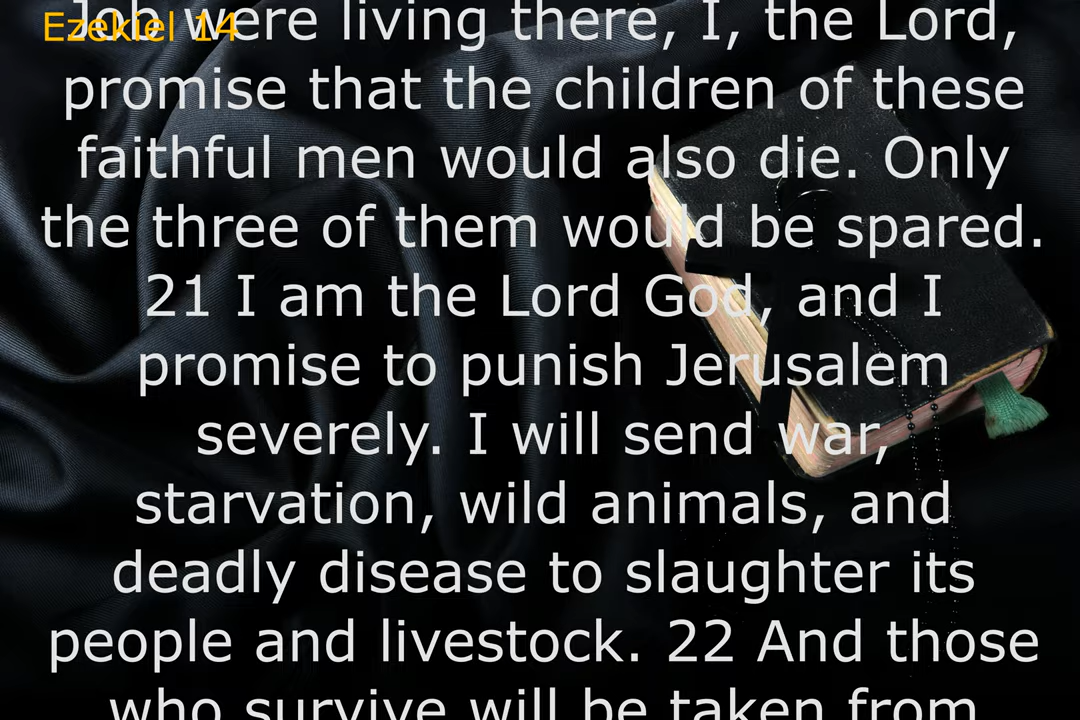 Ezekiel 14
Job were living there, I, the Lord,
promise that the children of these
faithful men would also die. Only
the three of them would be spared.
21 I am the Lord God, and I
promise to punish Jerusalem
severely. I will send war,
starvation, wild animals, and
deadly disease to slaughter its
people and livestock. 22 And those
who survive will be taken from